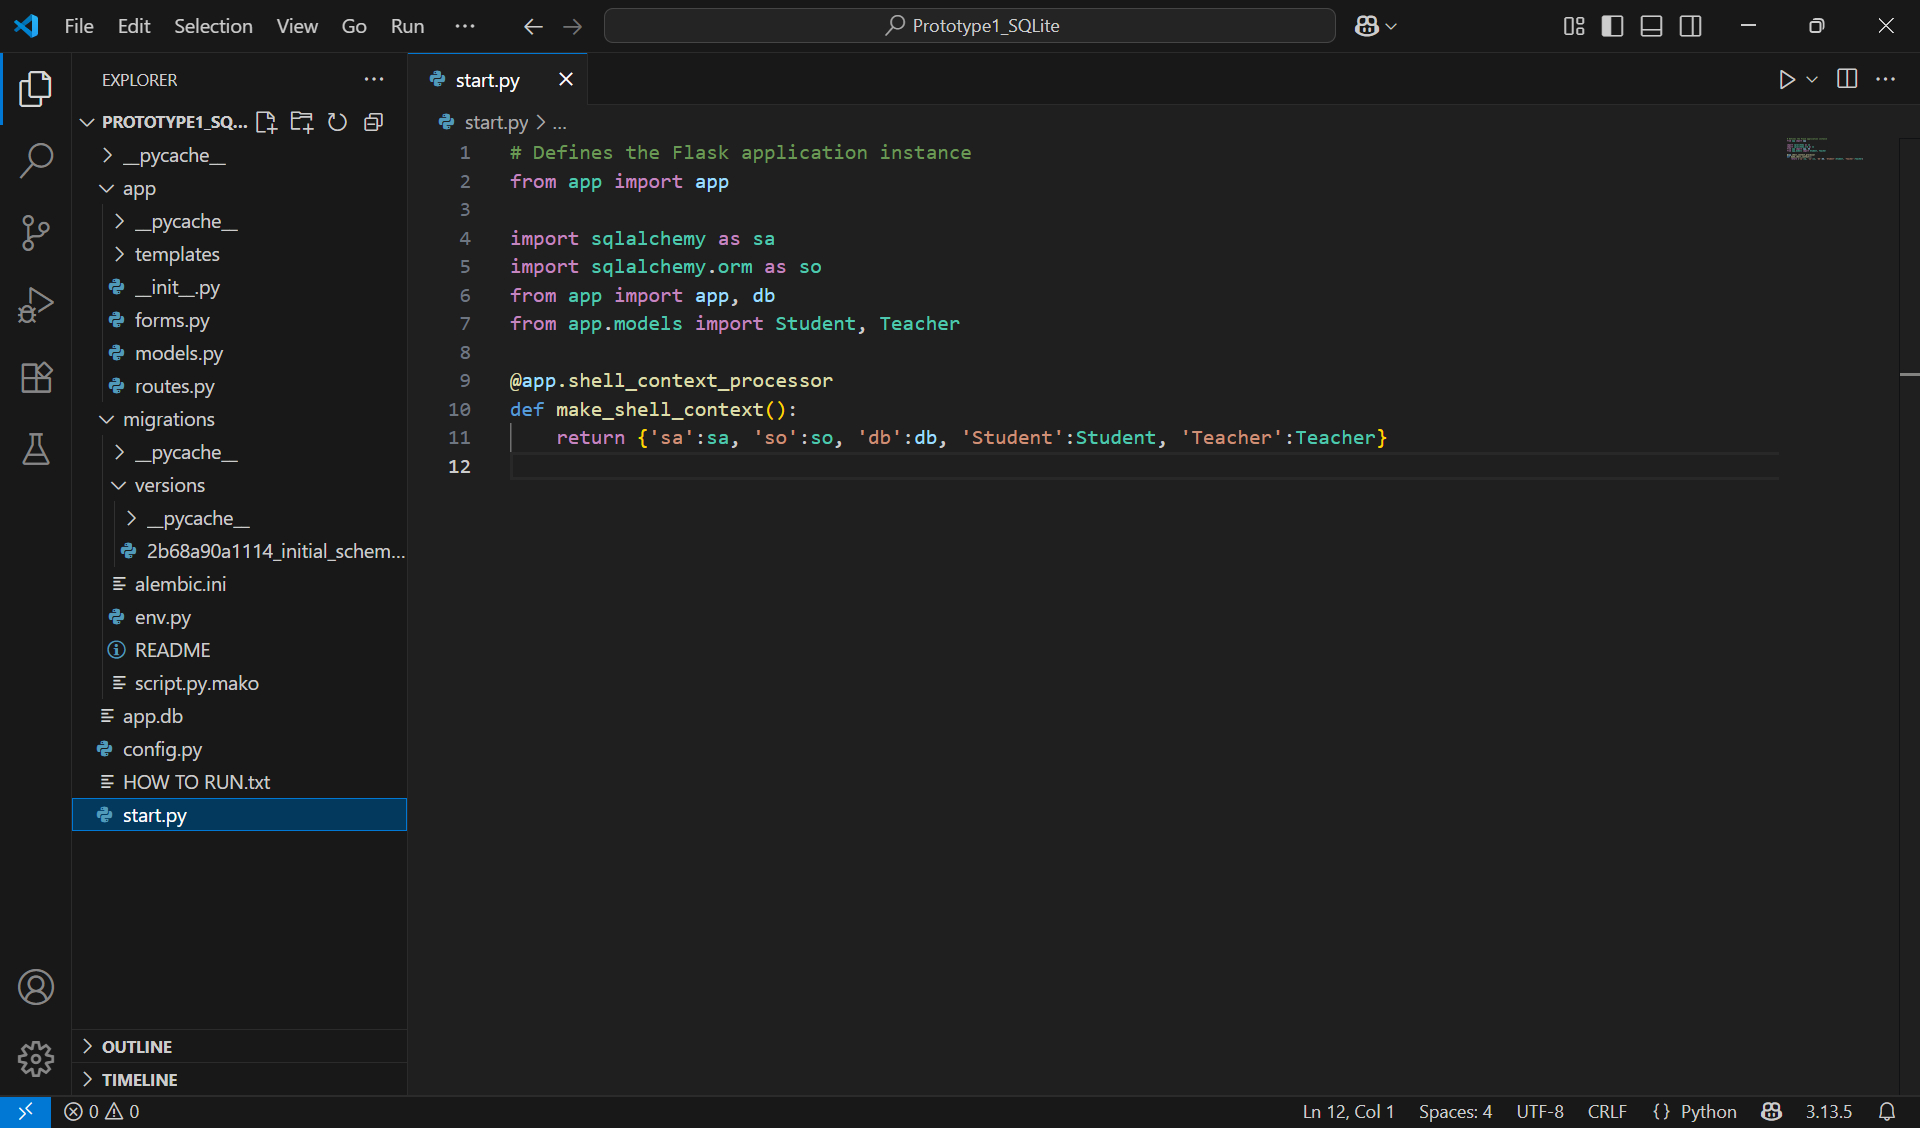 File Edit Selection View Go Run ··· Prototype1_SQLite
EXPLORER
PROTOTYPE1_SQ...
__pycache__
app
__pycache__
templates
__init__.py
forms.py
models.py
routes.py
migrations
__pycache__
versions
__pycache__
2b68a90a1114_initial_schem...
alembic.ini
env.py
README
script.py.mako
app.db
config.py
HOW TO RUN.txt
start.py
OUTLINE
TIMELINE
start.py
start.py > ...
1 # Defines the Flask application instance
2 from app import app
3
4 import sqlalchemy as sa
5 import sqlalchemy.orm as so
6 from app import app, db
7 from app.models import Student, Teacher
8
9 @app.shell_context_processor
10 def make_shell_context():
11     return {'sa':sa, 'so':so, 'db':db, 'Student':Student, 'Teacher':Teacher}
12
0 0 Ln 12, Col 1 Spaces: 4 UTF-8 CRLF {} Python 3.13.5